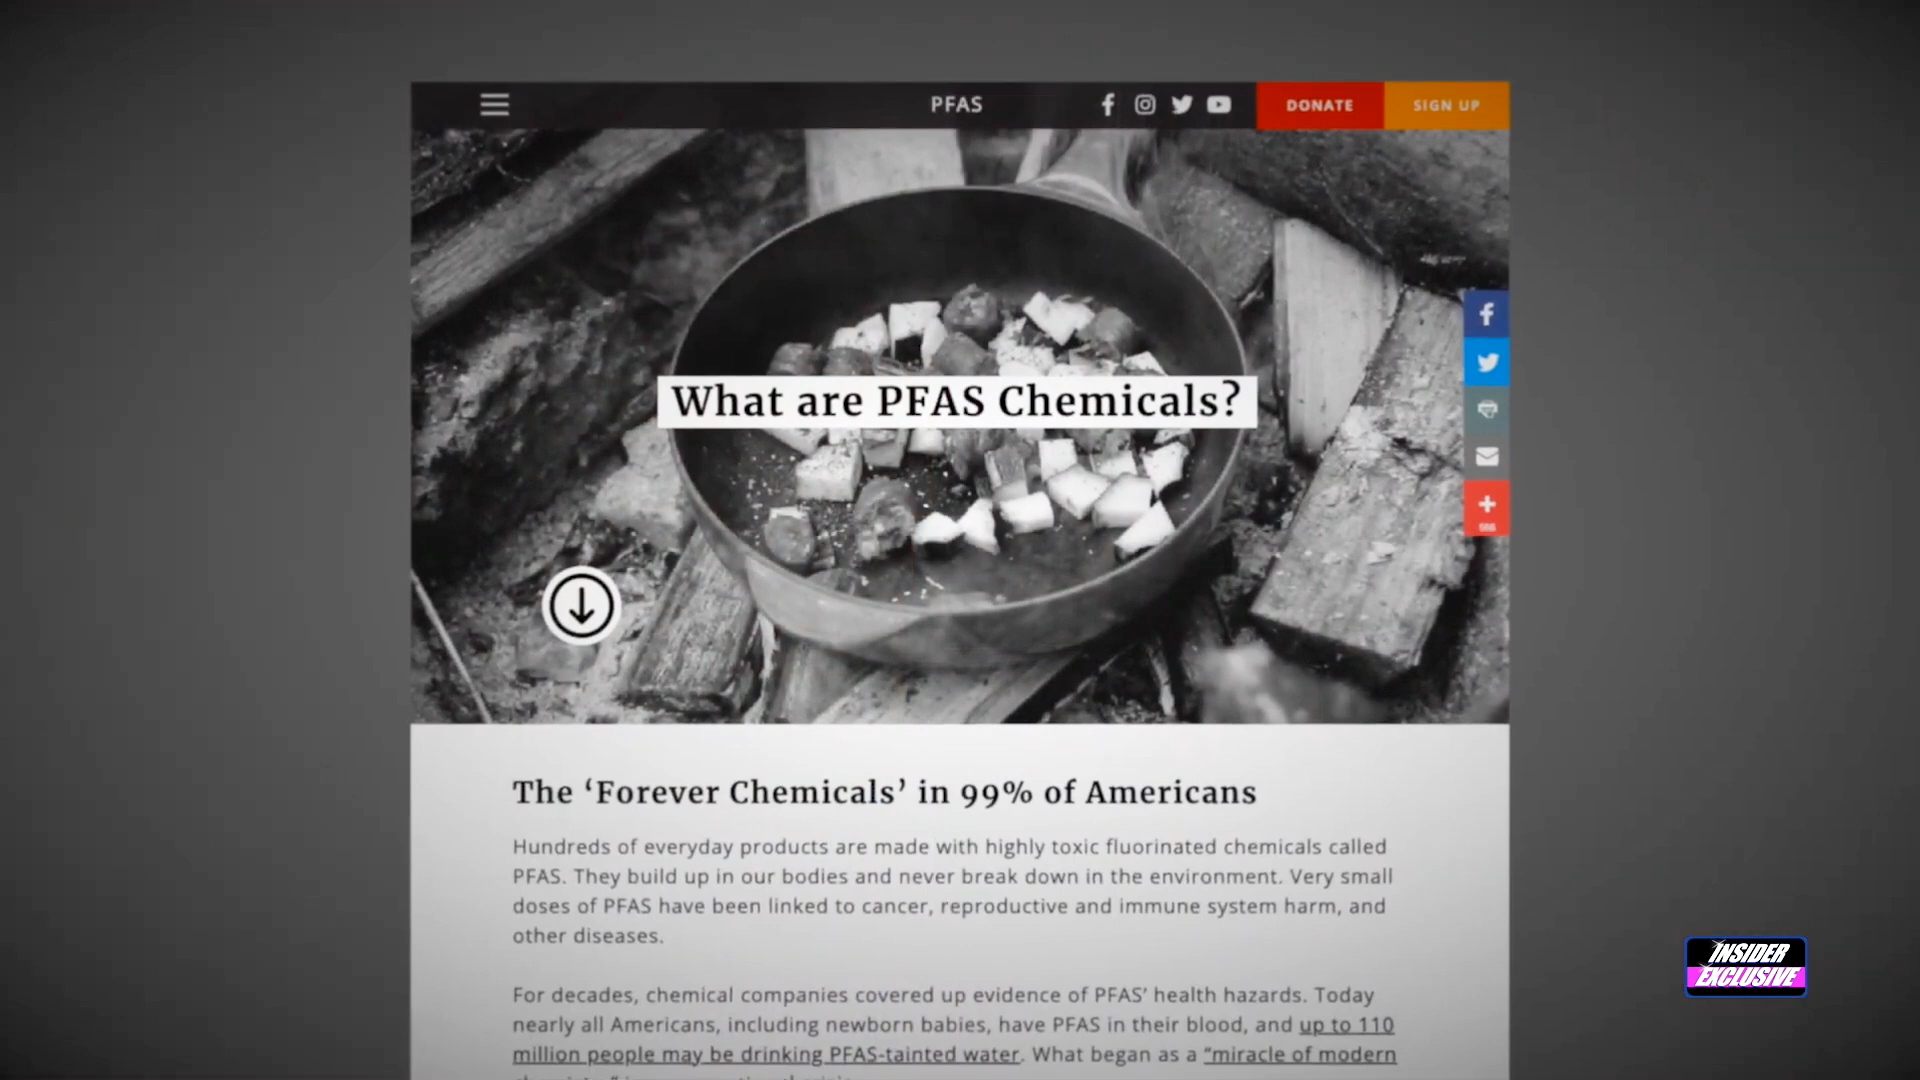 PFAS
DONATE
SIGN UP
What are PFAS Chemicals?
The ‘Forever Chemicals’ in 99% of Americans
Hundreds of everyday products are made with highly toxic fluorinated chemicals called
PFAS. They build up in our bodies and never break down in the environment. Very small
doses of PFAS have been linked to cancer, reproductive and immune system harm, and
other diseases.
For decades, chemical companies covered up evidence of PFAS’ health hazards. Today
nearly all Americans, including newborn babies, have PFAS in their blood, and up to 110
million people may be drinking PFAS-tainted water. What began as a “miracle of modern
INSIDER
EXCLUSIVE